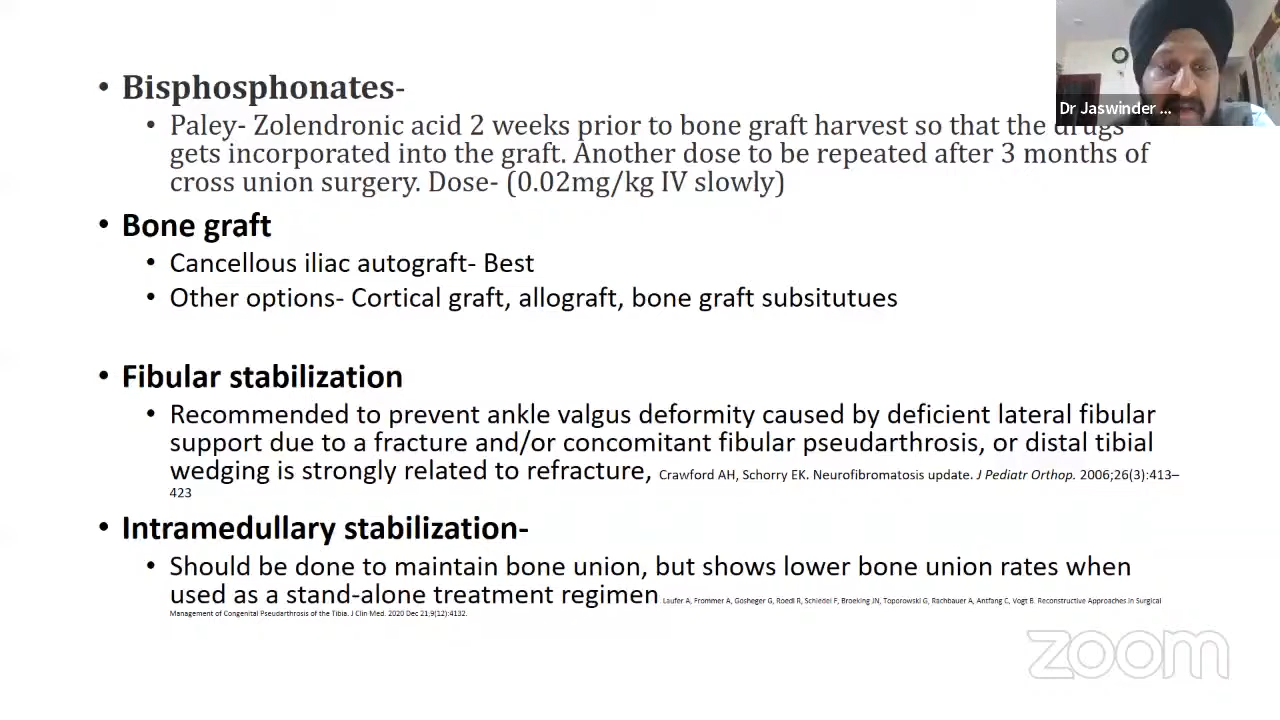 • Bisphosphonates-
• Paley- Zolendronic acid 2 weeks prior to bone graft harvest so that the drugs
gets incorporated into the graft. Another dose to be repeated after 3 months of
cross union surgery. Dose- (0.02mg/kg IV slowly)
• Bone graft
• Cancellous iliac autograft- Best
• Other options- Cortical graft, allograft, bone graft subsitutues
• Fibular stabilization
• Recommended to prevent ankle valgus deformity caused by deficient lateral fibular
support due to a fracture and/or concomitant fibular pseudarthrosis, or distal tibial
wedging is strongly related to refracture, Crawford AH, Schorry EK. Neurofibromatosis update. J Pediatr Orthop. 2006;26(3):413–
423
• Intramedullary stabilization-
• Should be done to maintain bone union, but shows lower bone union rates when
used as a stand-alone treatment regimen Laufer A, Frommer A, Gosheger G, Roedl R, Schiedel F, Broeking JN, Toporowski G, Rachbauer A, Antfang C, Vogt B. Reconstructive Approaches in Surgical
Management of Congenital Pseudarthrosis of the Tibia. J Clin Med. 2020 Dec 21;9(12):4132.
Dr Jaswinder ...
zoom